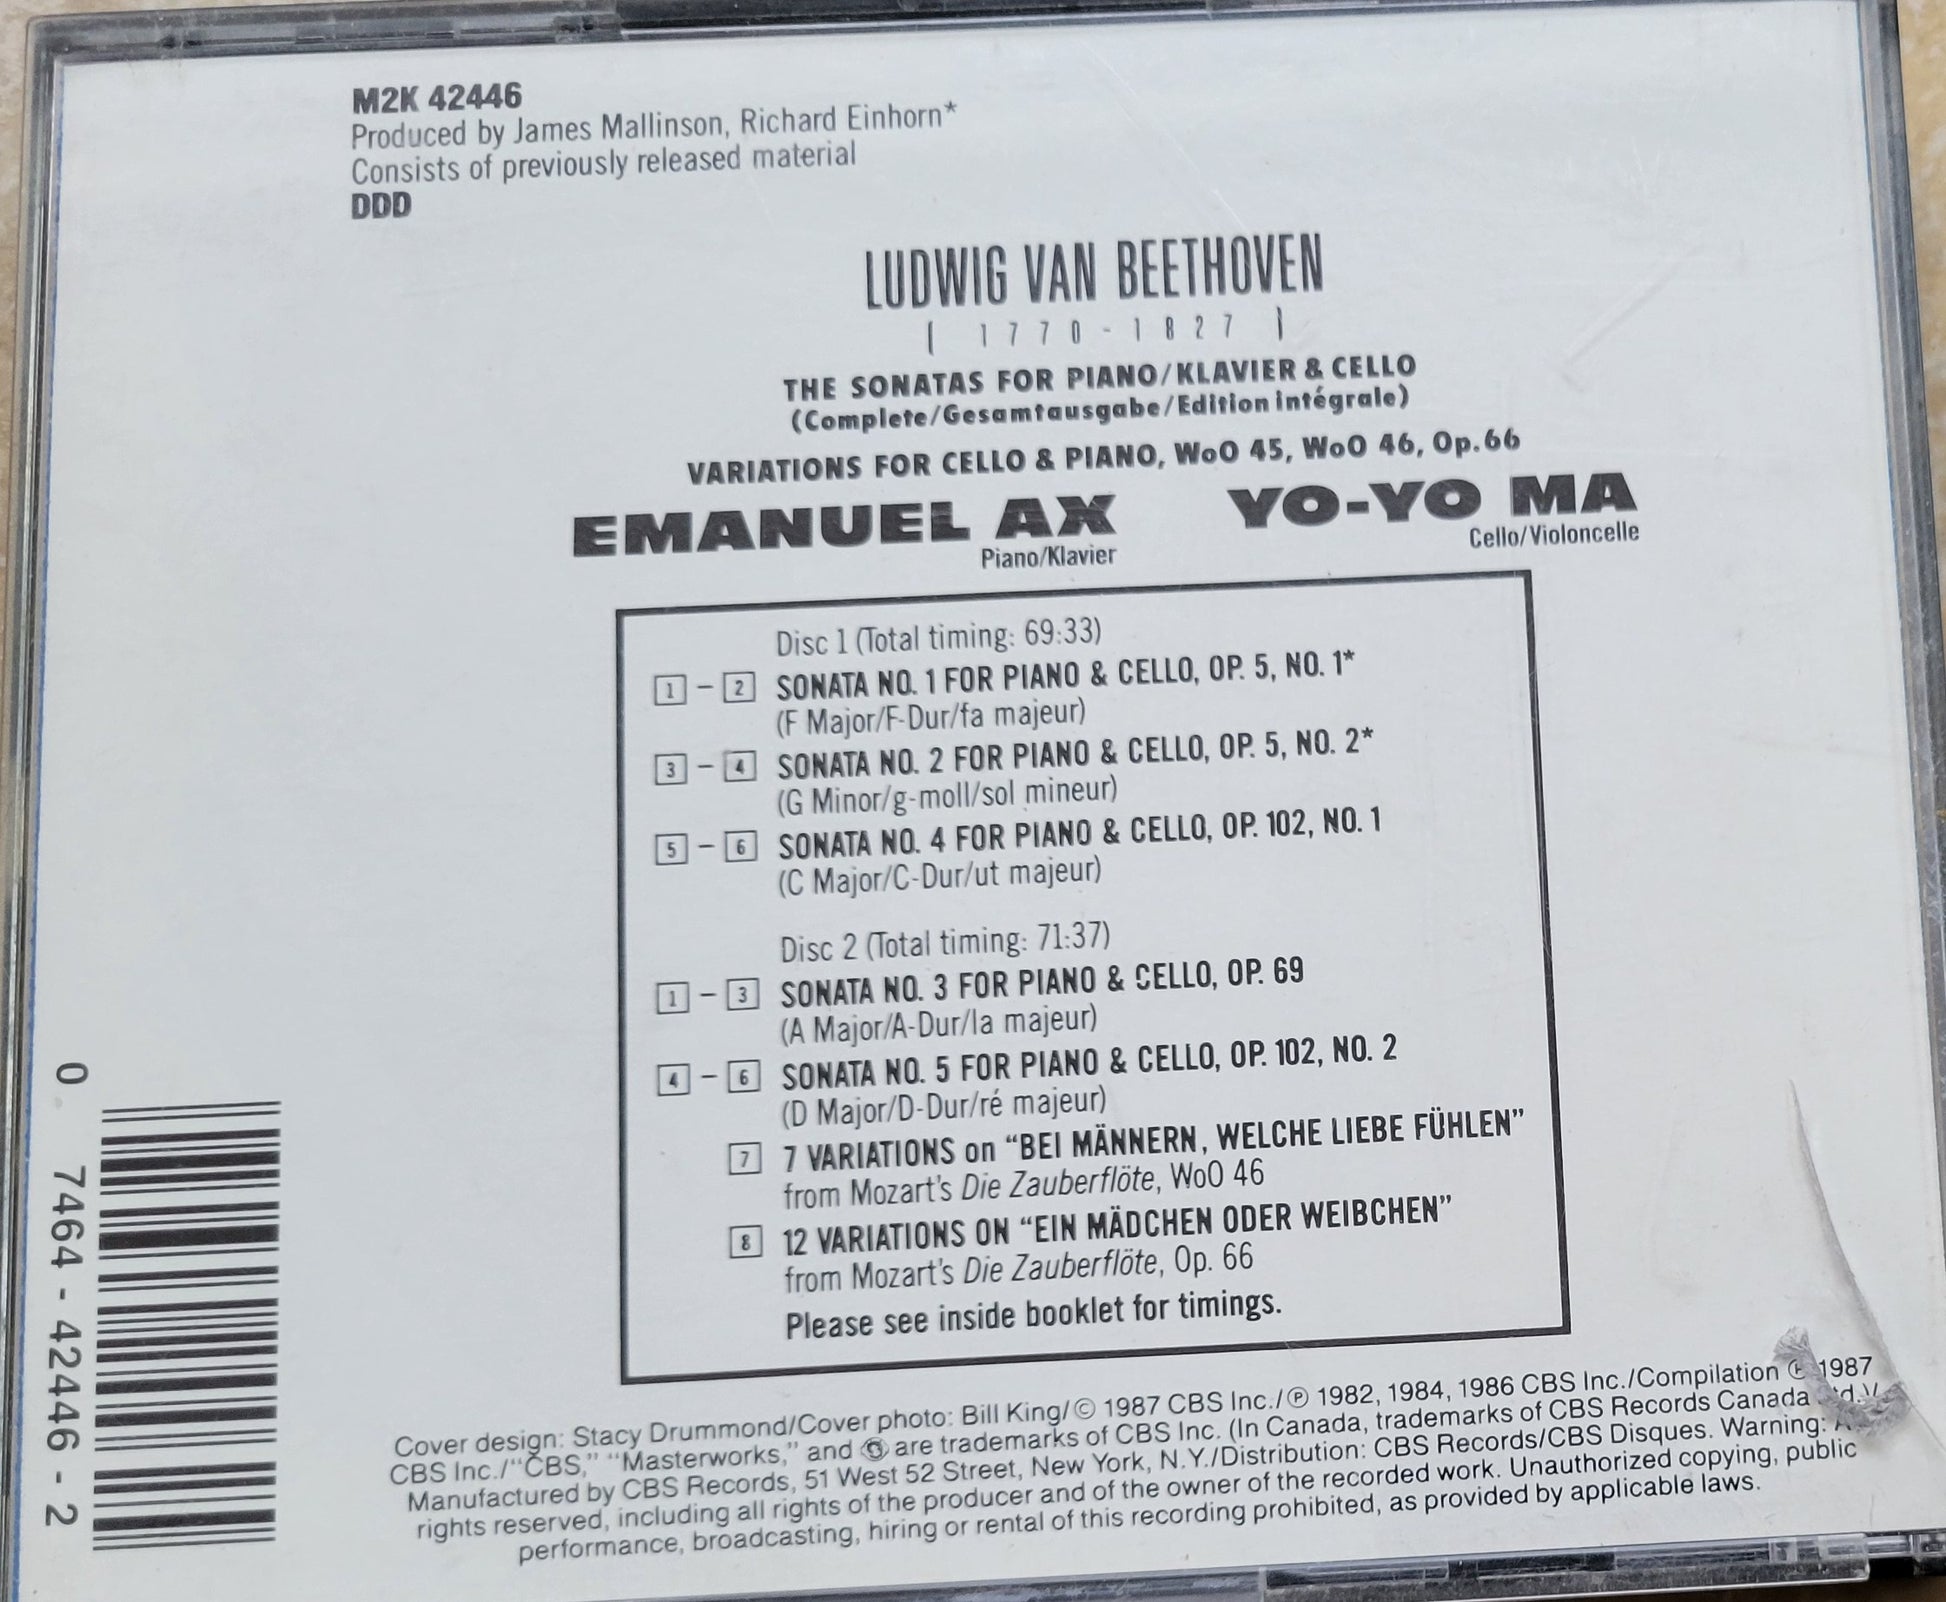 M2K 42446
Produced by James Mallinson, Richard Einhorn*
Consists of previously released material
DDD
LUDWIG VAN BEETHOVEN
( 1770-1827 )
THE SONATAS FOR PIANO/KLAVIER & CELLO
(Complete/Gesamtausgabe/Edition intégrale)
VARIATIONS FOR CELLO & PIANO, WoO 45, WoO 46, Op.66
EMANUEL AX YO-YO MA
Piano/Klavier Cello/Violoncelle
Disc 1 (Total timing: 69:33)
1 – 2 SONATA NO. 1 FOR PIANO & CELLO, OP. 5, NO. 1*
(F Major/F-Dur/fa majeur)
3 – 4 SONATA NO. 2 FOR PIANO & CELLO, OP. 5, NO. 2*
(G Minor/g-moll/sol mineur)
5 – 6 SONATA NO. 4 FOR PIANO & CELLO, OP. 102, NO. 1
(C Major/C-Dur/ut majeur)
Disc 2 (Total timing: 71:37)
1 – 3 SONATA NO. 3 FOR PIANO & CELLO, OP. 69
(A Major/A-Dur/la majeur)
4 – 6 SONATA NO. 5 FOR PIANO & CELLO, OP. 102, NO. 2
(D Major/D-Dur/ré majeur)
7 7 VARIATIONS on “BEI MÄNNERN, WELCHE LIEBE FÜHLEN”
from Mozart's Die Zauberflöte, WoO 46
8 12 VARIATIONS ON “EIN MÄDCHEN ODER WEIBCHEN”
from Mozart's Die Zauberflöte, Op. 66
Please see inside booklet for timings.
Cover design: Stacy Drummond/Cover photo: Bill King/© 1987 CBS Inc./℗ 1982, 1984, 1986 CBS Inc./Compilation ℗ 1987
CBS Inc./“CBS,” “Masterworks,” and are trademarks of CBS Inc. (In Canada, trademarks of CBS Records Canada
Manufactured by CBS Records, 51 West 52 Street, New York, N.Y./Distribution: CBS Records/CBS Disques. Warning:
rights reserved, including all rights of the producer and of the owner of the recorded work. Unauthorized copying, public
performance, broadcasting, hiring or rental of this recording prohibited, as provided by applicable laws.
0 7464-42446-2